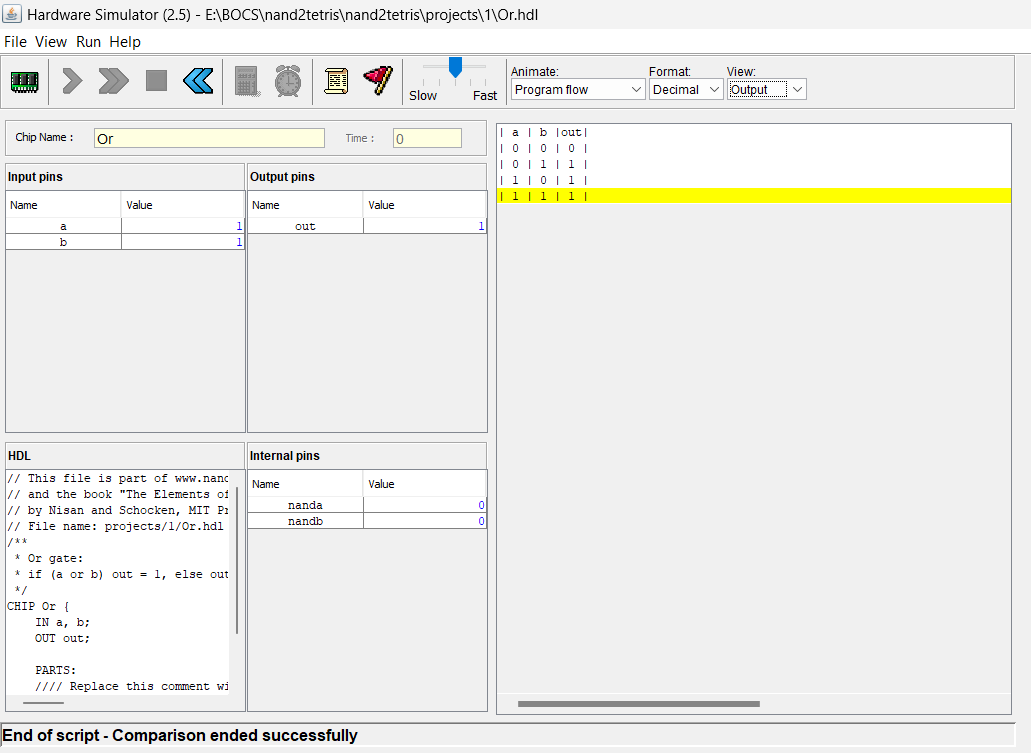 Hardware Simulator (2.5) - E:\BOCS\nand2tetris\nand2tetris\projects\1\Or.hdl
File View Run Help
Slow Fast
Animate: Format: View:
Program flow Decimal Output
Chip Name : Or Time : 0
Input pins
Name Value
a 1
b 1
Output pins
Name Value
out 1
HDL
// This file is part of www.nand
// and the book "The Elements of
// by Nisan and Schocken, MIT Pr
// File name: projects/1/Or.hdl
/**
* Or gate:
* if (a or b) out = 1, else out
*/
CHIP Or {
IN a, b;
OUT out;
PARTS:
//// Replace this comment wi
Internal pins
Name Value
nanda 0
nandb 0
| a | b |out|
| 0 | 0 | 0 |
| 0 | 1 | 1 |
| 1 | 0 | 1 |
| 1 | 1 | 1 |
End of script - Comparison ended successfully